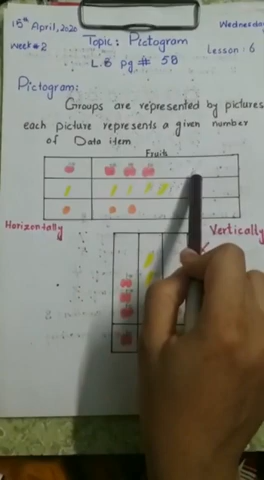 15th April, 2020
Wednesday
Week # 2
Topic: Pictogram
Lesson: 6
L.B pg # 58
Pictogram:
Groups are represented by pictures
each picture represents a given number
of Data item
Fruits
Horizontally
Vertically